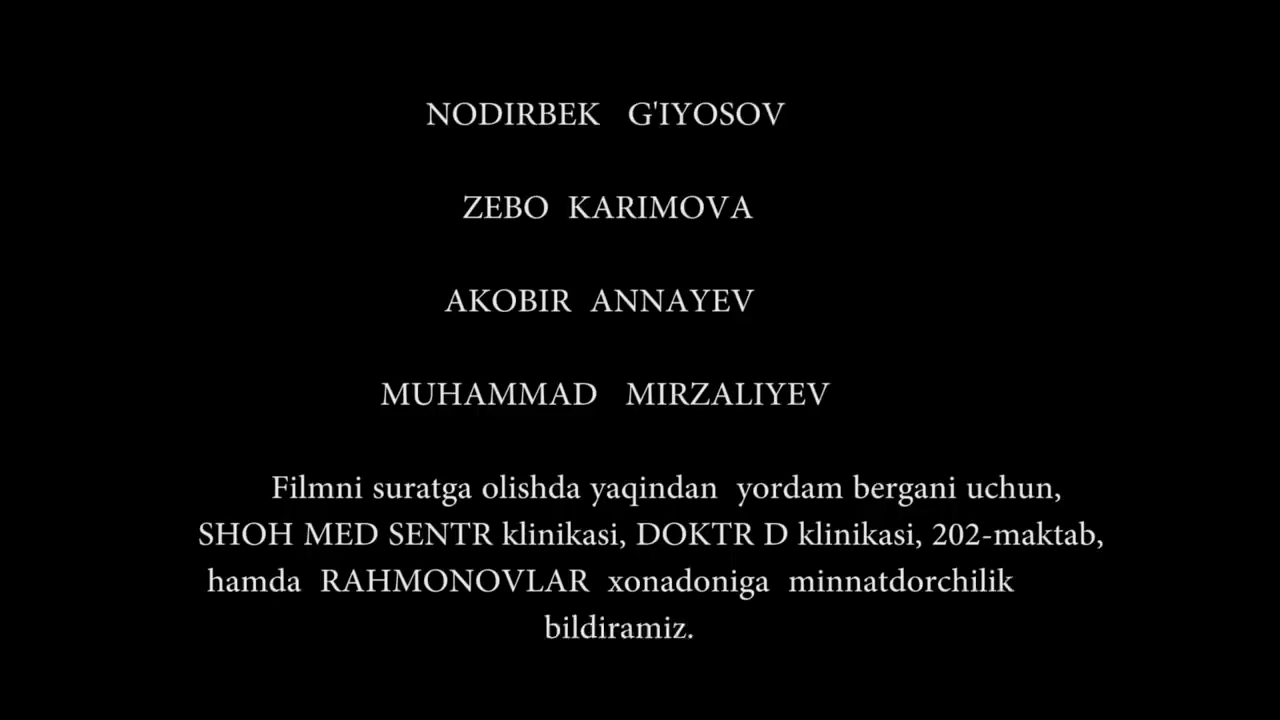 NODIRBEK G'IYOSOV
ZEBO KARIMOVA
AKOBIR ANNAYEV
MUHAMMAD MIRZALIYEV
Filmni suratga olishda yaqindan yordam bergani uchun,
SHOH MED SENTR klinikasi, DOKTR D klinikasi, 202-maktab,
hamda RAHMONOVLAR xonadoniga minnatdorchilik
bildiramiz.